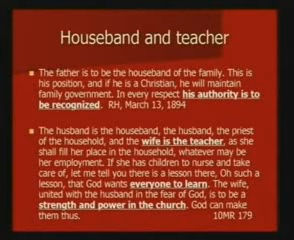 Houseband and teacher
The father is to be the houseband of the family. This is
his position, and if he is a Christian, he will maintain
family government. In every respect his authority is to
be recognized. RH, March 13, 1894
The husband is the houseband, the husband, the priest
of the household, and the wife is the teacher, as she
shall fill her place in the household, whatever may be
her employment. If she has children to nurse and take
care of, let me tell you there is a lesson there, Oh such a
lesson, that God wants everyone to learn. The wife,
united with the husband in the fear of God, is to be a
strength and power in the church. God can make
them thus. 10MR 179